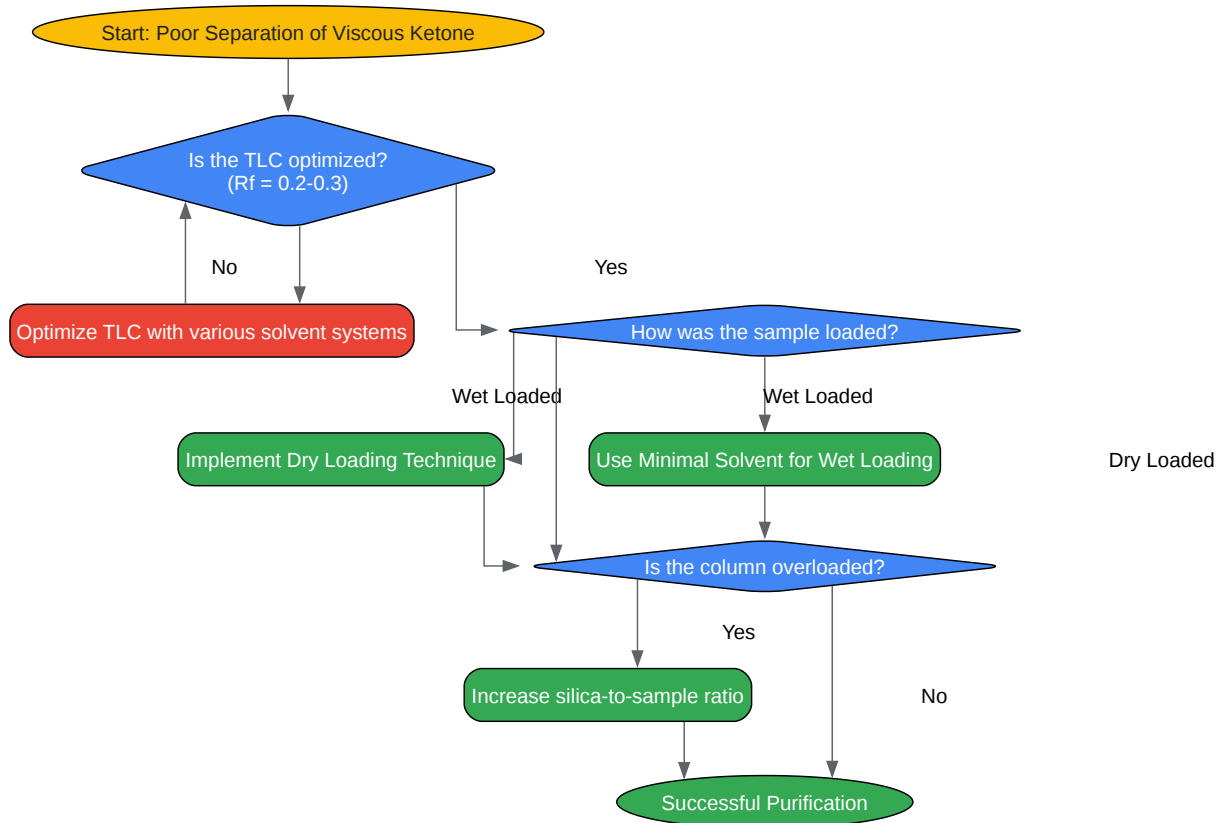 Start: Poor Separation of Viscous Ketone
Is the TLC optimized?
(Rf = 0.2-0.3)
No
Yes
Optimize TLC with various solvent systems
How was the sample loaded?
Wet Loaded
Wet Loaded
Implement Dry Loading Technique
Use Minimal Solvent for Wet Loading
Dry Loaded
Is the column overloaded?
Yes
Increase silica-to-sample ratio
No
Successful Purification